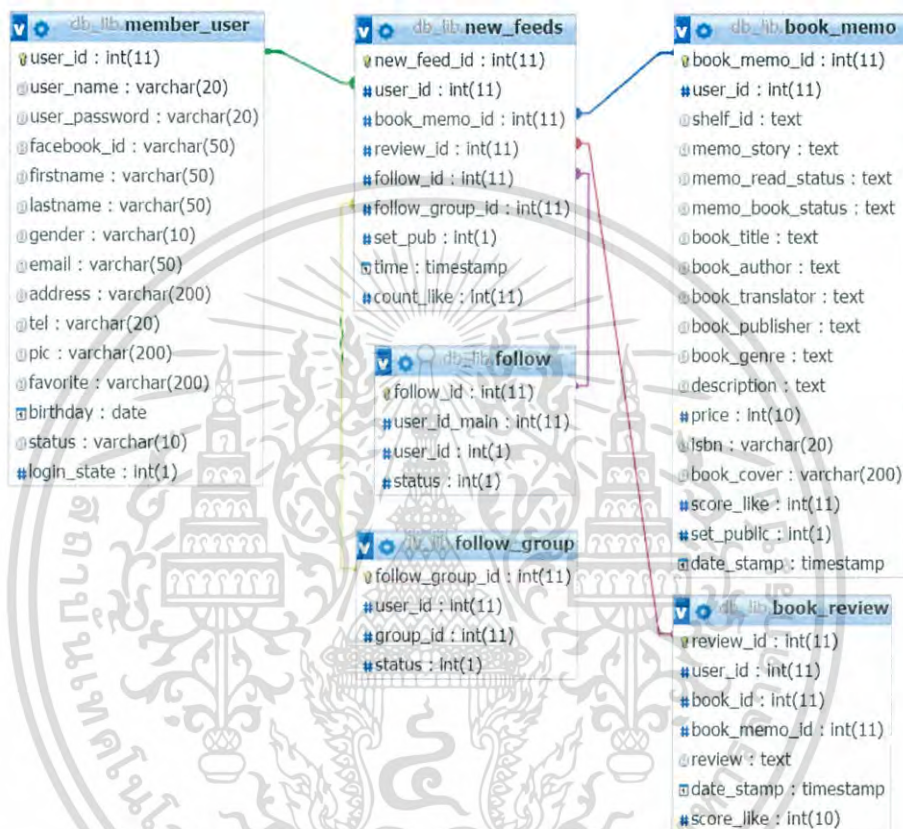 db_lib.member_user
user_id : int(11)
user_name : varchar(20)
user_password : varchar(20)
facebook_id : varchar(50)
firstname : varchar(50)
lastname : varchar(50)
gender : varchar(10)
email : varchar(50)
address : varchar(200)
tel : varchar(20)
pic : varchar(200)
favorite : varchar(200)
birthday : date
status : varchar(10)
#login_state : int(1)
db_lib.new_feeds
new_feed_id : int(11)
#user_id : int(11)
#book_memo_id : int(11)
#review_id : int(11)
#follow_id : int(11)
#follow_group_id : int(11)
#set_pub : int(1)
time : timestamp
#count_like : int(11)
db_lib.follow
follow_id : int(11)
#user_id_main : int(11)
#user_id : int(1)
#status : int(1)
db_lib.follow_group
follow_group_id : int(11)
#user_id : int(11)
#group_id : int(11)
#status : int(1)
db_lib.book_memo
book_memo_id : int(11)
#user_id : int(11)
shelf_id : text
memo_story : text
memo_read_status : text
memo_book_status : text
book_title : text
book_author : text
book_translator : text
book_publisher : text
book_genre : text
description : text
#price : int(10)
isbn : varchar(20)
book_cover : varchar(200)
#score_like : int(11)
#set_public : int(1)
date_stamp : timestamp
db_lib.book_review
review_id : int(11)
#user_id : int(11)
#book_id : int(11)
#book_memo_id : int(11)
review : text
date_stamp : timestamp
#score_like : int(10)